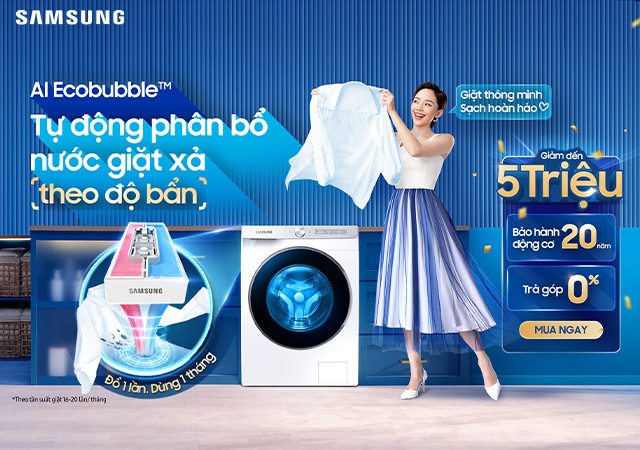 SAMSUNG
AI Ecobubble™
Tự động phân bổ
nước giặt xả
[theo độ bẩn]
Giặt thông minh
Sạch hoàn hảo♡
Giảm đến
5Triệu
Bảo hành
động cơ 20 năm
Trả góp 0%
MUA NGAY
SAMSUNG
SAMSUNG
Đổ 1 lần. Dùng 1 tháng
*Theo tần suất giặt 16-20 lần/tháng